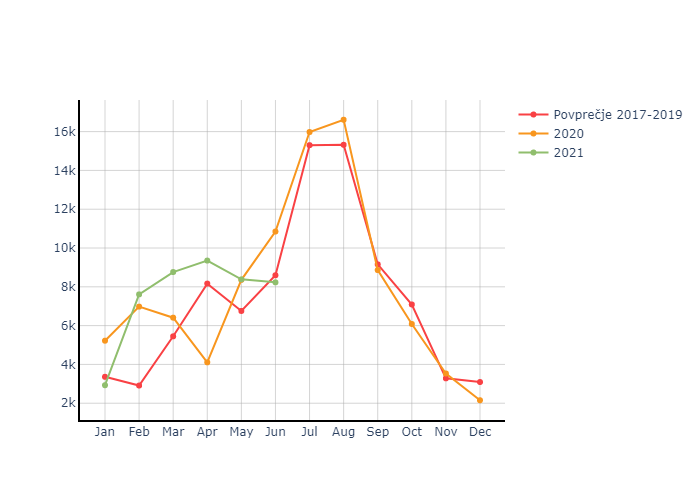 Povprečje 2017-2019
2020
2021
16k
14k
12k
10k
8k
6k
4k
2k
Jan Feb Mar Apr May Jun Jul Aug Sep Oct Nov Dec